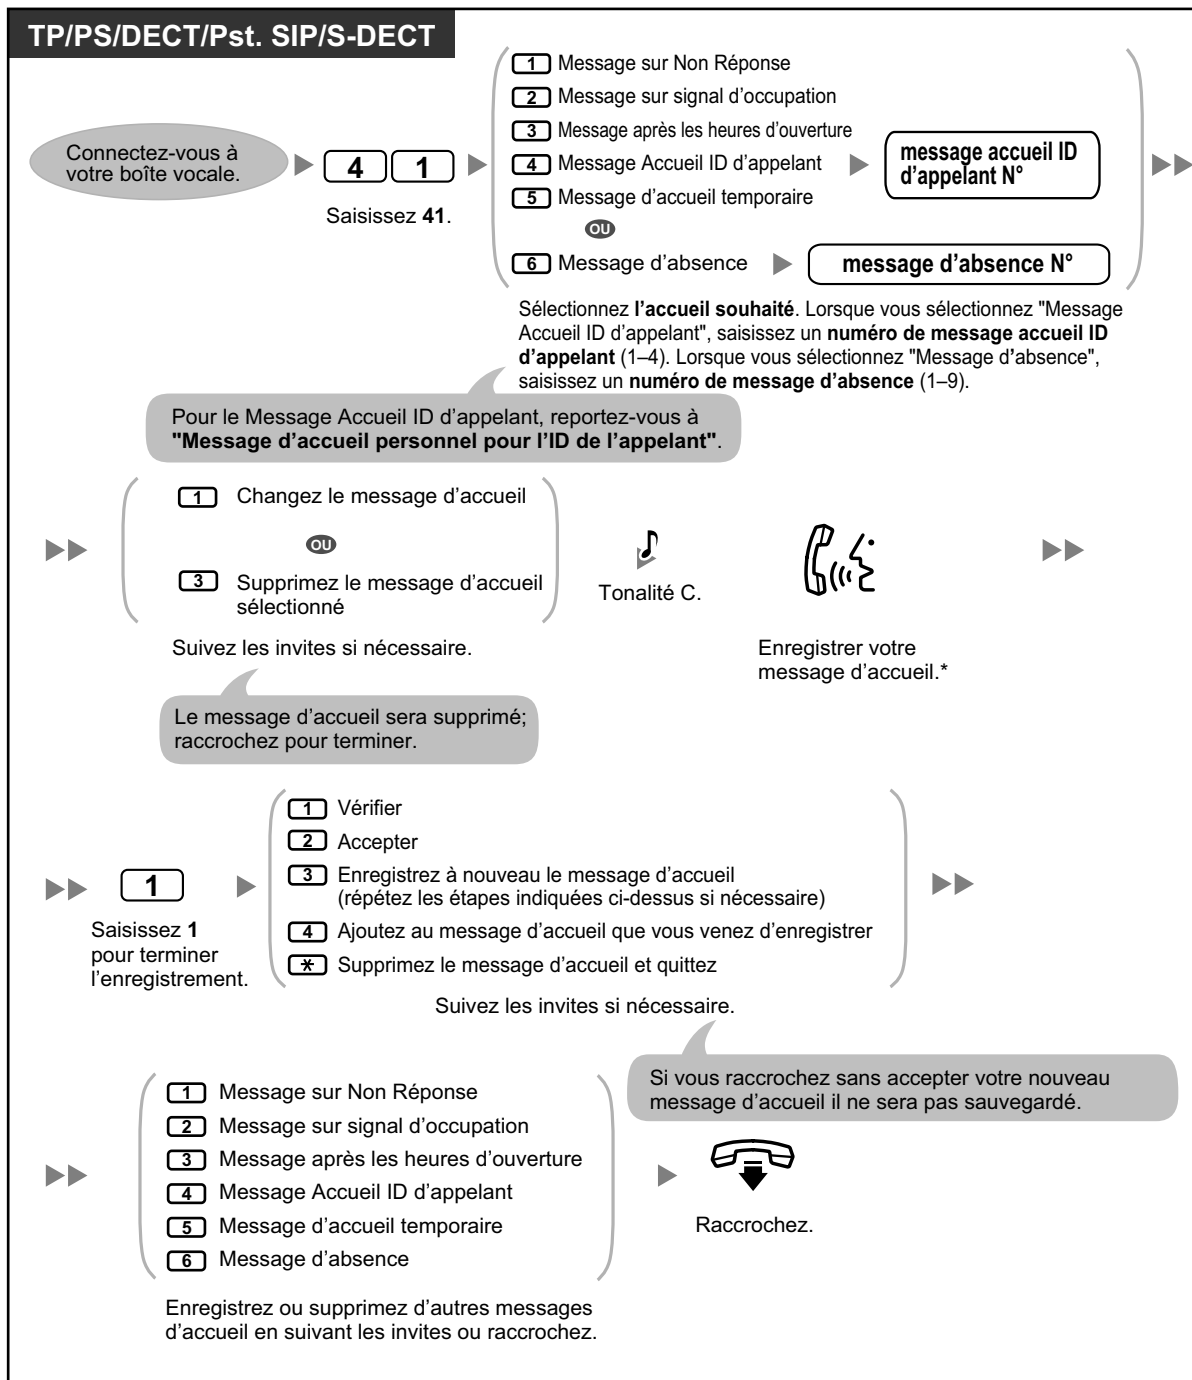 TP/PS/DECT/Pst. SIP/S-DECT
Connectez-vous à
votre boîte vocale.
4 1
Saisissez 41.
1 Message sur Non Réponse
2 Message sur signal d'occupation
3 Message après les heures d'ouverture
4 Message Accueil ID d'appelant
message accueil ID
d'appelant N°
5 Message d'accueil temporaire
OU
6 Message d'absence
message d'absence N°
Sélectionnez l'accueil souhaité. Lorsque vous sélectionnez "Message
Accueil ID d'appelant", saisissez un numéro de message accueil ID
d'appelant (1–4). Lorsque vous sélectionnez "Message d'absence",
saisissez un numéro de message d'absence (1–9).
Pour le Message Accueil ID d'appelant, reportez-vous à
"Message d'accueil personnel pour l'ID de l'appelant".
1 Changez le message d'accueil
OU
3 Supprimez le message d'accueil
sélectionné
Suivez les invites si nécessaire.
Tonalité C.
Enregistrer votre
message d'accueil.*
Le message d'accueil sera supprimé;
raccrochez pour terminer.
1
Saisissez 1
pour terminer
l'enregistrement.
1 Vérifier
2 Accepter
3 Enregistrez à nouveau le message d'accueil
(répétez les étapes indiquées ci-dessus si nécessaire)
4 Ajoutez au message d'accueil que vous venez d'enregistrer
* Supprimez le message d'accueil et quittez
Suivez les invites si nécessaire.
Si vous raccrochez sans accepter votre nouveau
message d'accueil il ne sera pas sauvegardé.
1 Message sur Non Réponse
2 Message sur signal d'occupation
3 Message après les heures d'ouverture
4 Message Accueil ID d'appelant
5 Message d'accueil temporaire
6 Message d'absence
Enregistrez ou supprimez d'autres messages
d'accueil en suivant les invites ou raccrochez.
Raccrochez.